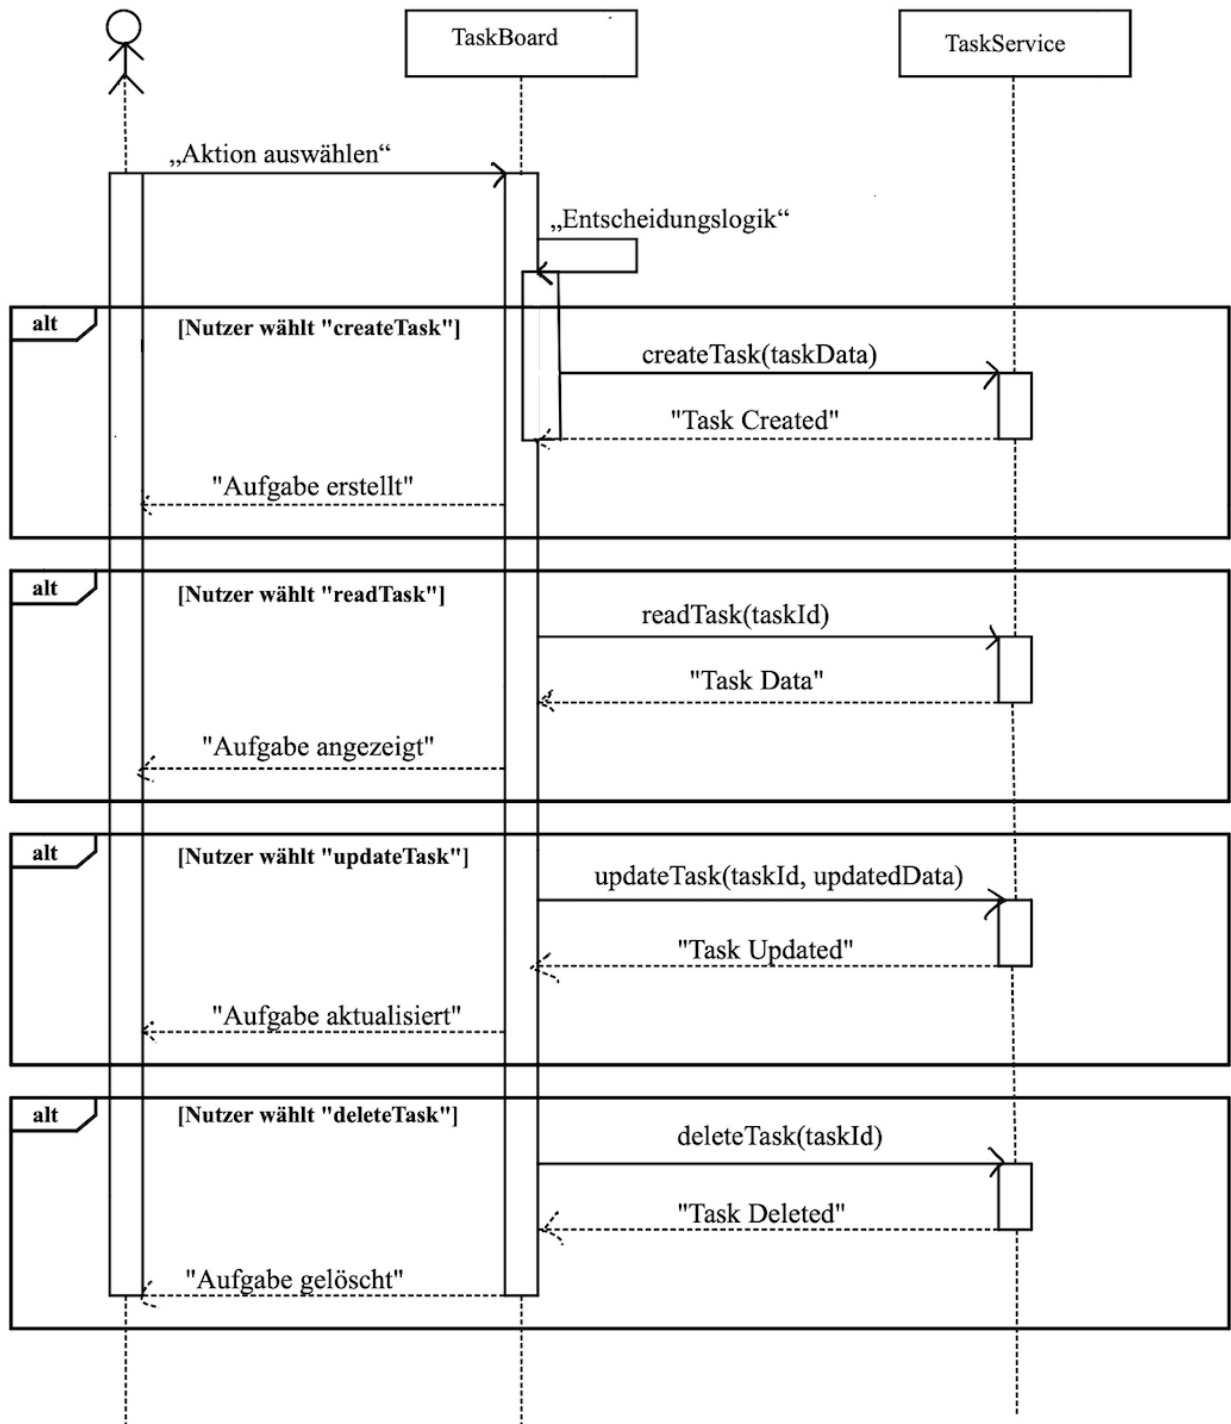 TaskBoard
TaskService
„Aktion auswählen“
„Entscheidungslogik“
alt
[Nutzer wählt "createTask"]
createTask(taskData)
"Task Created"
"Aufgabe erstellt"
alt
[Nutzer wählt "readTask"]
readTask(taskId)
"Task Data"
"Aufgabe angezeigt"
alt
[Nutzer wählt "updateTask"]
updateTask(taskId, updatedData)
"Task Updated"
"Aufgabe aktualisiert"
alt
[Nutzer wählt "deleteTask"]
deleteTask(taskId)
"Task Deleted"
"Aufgabe gelöscht"